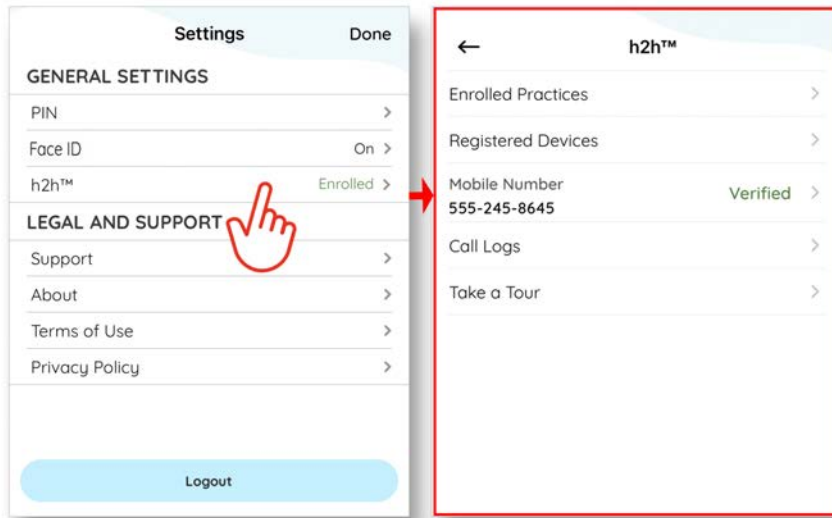 Settings Done
GENERAL SETTINGS
PIN
Face ID On
h2h™ Enrolled
LEGAL AND SUPPORT
Support
About
Terms of Use
Privacy Policy
Logout
h2h™
Enrolled Practices
Registered Devices
Mobile Number
555-245-8645
Verified
Call Logs
Take a Tour